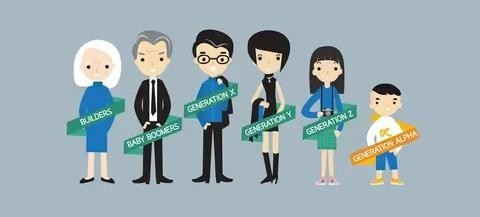 BUILDERS
BABY BOOMERS
GENERATION X
GENERATION Y
GENERATION Z
GENERATION ALPHA